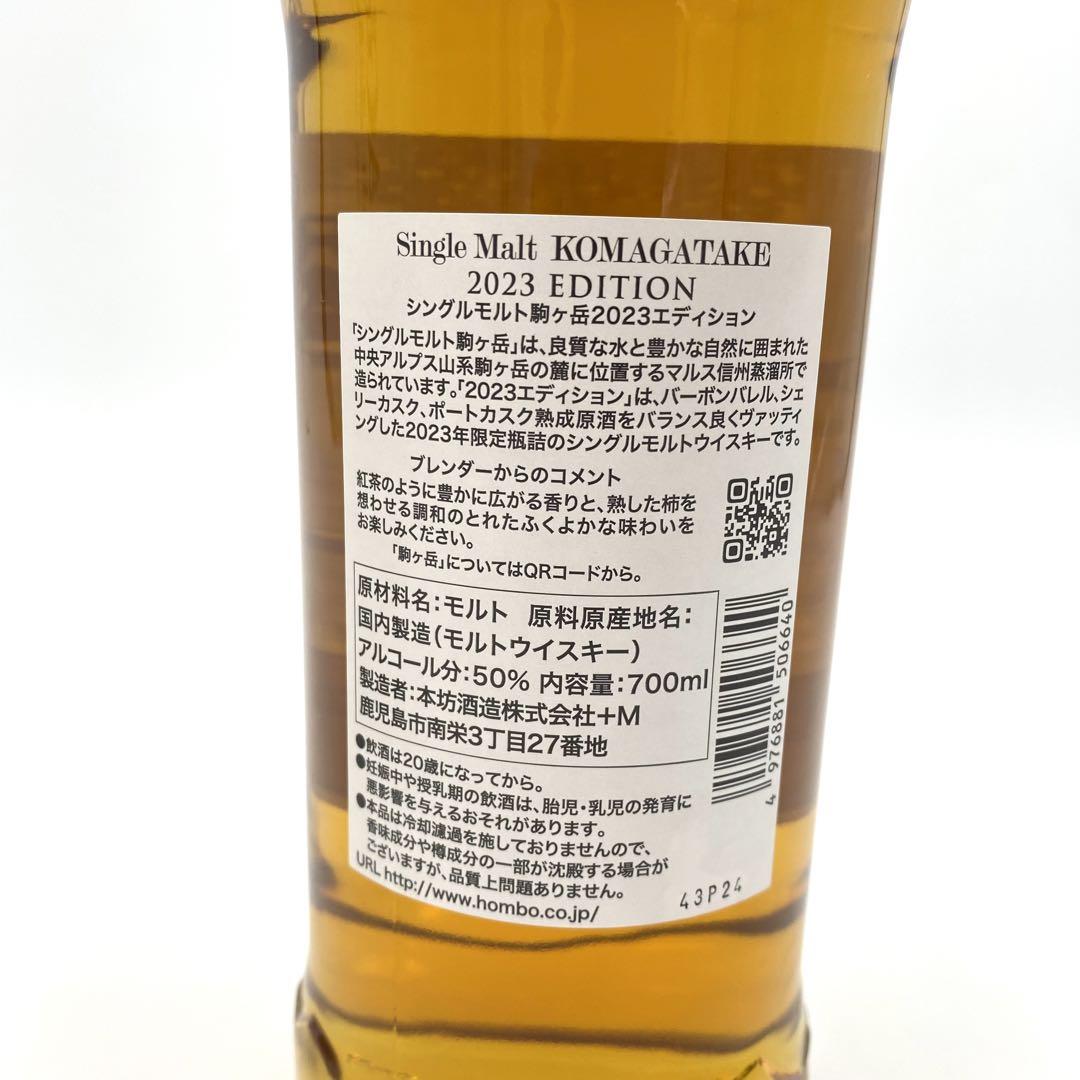 Single Malt KOMAGATAKE
2023 EDITION
シングルモルト駒ヶ岳2023エディション
「シングルモルト駒ヶ岳」は、良質な水と豊かな自然に囲まれた
中央アルプス山系駒ヶ岳の麓に位置するマルス信州蒸溜所で
造られています。「2023エディション」は、バーボンバレル、シェ
リーカスク、ポートカスク熟成原酒をバランス良くヴァッティ
ングした2023年限定瓶詰のシングルモルトウイスキーです。
ブレンダーからのコメント
紅茶のように豊かに広がる香りと、熟した柿を
想わせる調和のとれたふくよかな味わいを
お楽しみください。
「駒ヶ岳」についてはQRコードから。
原材料名：モルト 原料原産地名：
国内製造（モルトウイスキー）
アルコール分：50% 内容量：700ml
製造者：本坊酒造株式会社+M
鹿児島市南栄3丁目27番地
●飲酒は20歳になってから。
●妊娠中や授乳期の飲酒は、胎児・乳児の発育に
悪影響を与えるおそれがあります。
●本品は冷却濾過を施しておりませんので、
香味成分や樽成分の一部が沈殿する場合が
ございますが、品質上問題ありません。
URL http://www.hombo.co.jp/
43P24
4 976881 506640